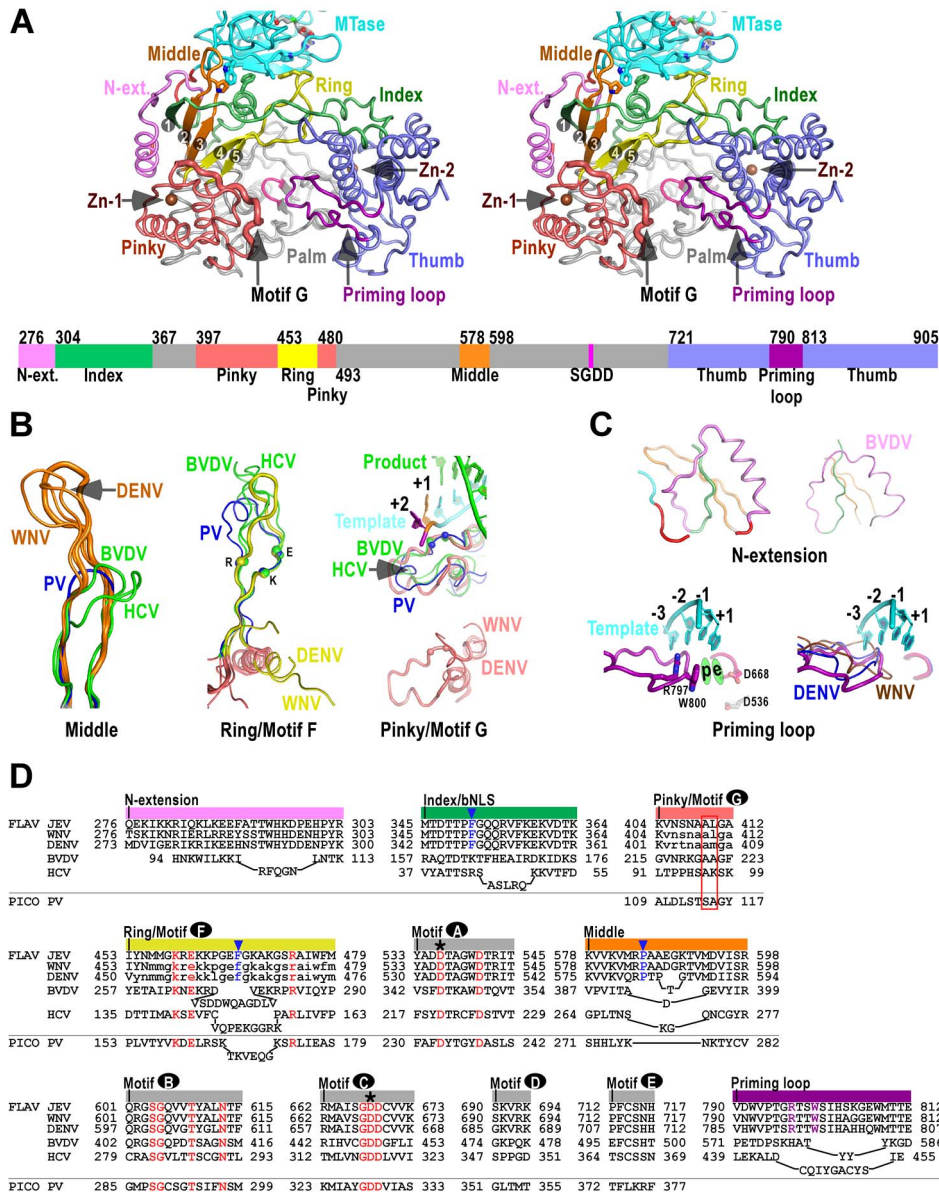 A
MTase
Middle
N-ext.
Ring
Index
1
2
3
4
5
Zn-1
Zn-2
Pinky
Palm
Thumb
Motif G
Priming loop
MTase
Middle
N-ext.
Ring
Index
1
2
3
4
5
Zn-1
Zn-2
Pinky
Palm
Thumb
Motif G
Priming loop
276 304 367 397 453 480 578 598 721 790 813 905
N-ext. Index Pinky Ring 493 Middle SGDD Thumb Priming Thumb
Pinky loop
B
DENV
WNV
BVDV
PV
HCV
Middle
BVDV HCV
PV
R E
K
DENV
WNV
Ring/Motif F
Product
+1
+2
Template
BVDV
HCV
PV
WNV
DENV
Pinky/Motif G
C
BVDV
N-extension
-3 -2 -1 +1
Template
pe
R797
W800
D668
D536
-3 -2 -1 +1
DENV
WNV
Priming loop
D
N-extension Index/bNLS Pinky/Motif G
FLAV JEV 276 QEKIKKRIQKLKEEFATTWHKDPEHPYR 303 345 MTDTTPFGQQRVFKEKVDTK 364 404 KVNSNAALGA 412
WNV 276 TSKIKNRIERLRREYSSTWHHDENHPYR 303 345 MTDTTPFGQQRVFKEKVDTK 364 404 Kvnsnaalga 412
DENV 273 MDVIGERIKRIKEEHNSTWHYDDENPYK 300 342 MTDTTPFGQQRVFKEKVDTR 361 401 Kvrtnaamga 409
BVDV 94 HNKWILKKI RFQGN LNTK 113 157 RAQTDTKTFHEAIRDKIDKS 176 215 GVNRKGAAGF 223
HCV 37 VYATTSRS ASLRQ KKVTFD 55 91 LTPPHSAKSK 99
PICO PV 109 ALDLSTSAGY 117
Ring/Motif F Motif A Middle
FLAV JEV 453 IYNMMGKREKKPGEFGKAKGSRAIWFM 479 533 YADDTAGWDTRIT 545 578 KVVKVMRPAAEGKTVMDVISR 598
WNV 453 IYnmmgkrekkpgefgkakgsraiwfm 479 533 YADDTAGWDTRIT 545 578 KVVKVMRPAADGRTVMDVISR 598
DENV 450 IYnmmgkrekklgefgkakgsraiwym 476 530 YADDTAGWDTRIT 542 575 KVVKVQRPTP T GTVMDIISR 594
BVDV 257 YETAIPKNEKRD VSDDWQAGDLV VEKRPRVIQYP 290 342 VSFDTKAWDTQVT 354 387 VPVITA T GEVYIR 399
HCV 135 DTTIMAKSEVFC VQPEKGGRK PARLIVFP 163 217 FSYDTRCFDSTVT 229 264 GPLTNS KG QNCGYR 277
D
PICO PV 153 PLVTYVKDELRSK TKVEQG KSRLIEAS 179 230 FAFDYTGYDASLS 242 271 SHHLYK NKTYCV 282
Motif B Motif C Motif D Motif E Priming loop
FLAV JEV 601 QRGSGQVVTYALNTF 615 662 RMAISGDDCVVK 673 690 SKVRK 694 712 PFCSNH 717 790 VDWVPTGRTSWSIHSKGEWMTTE 812
WNV 601 QRGSGQVVTYALNTF 615 662 RMAVSGDDCVVK 673 690 SKVRK 694 712 PFCSNH 717 790 VNWVPTGRTTWSIHAGGEWMTTE 812
DENV 597 QRGSGQVGTYGLNTF 611 657 RMAISGDDCVVK 668 685 SKVRK 689 707 PFCSHH 712 785 VHWVPTSRTTWSIHAHHQWMTTE 807
BVDV 402 QRGSGQPDTSAGNSM 416 442 RIHVCGDDGFLI 453 474 GKPQK 478 495 EFCSHT 500 571 PETDPSKHAT YY YKGD 586
HCV 279 CRASGVLTTSCGNTL 293 312 TMLVNGDDLVVI 323 347 SPPGD 351 364 TSCSSN 369 439 LEKALD CQIYGACYS IE 455
PICO PV 285 GMPSGCSGTSIFNSM 299 323 KMIAYGDDVIAS 333 351 GLTMT 355 372 TFLKRF 377